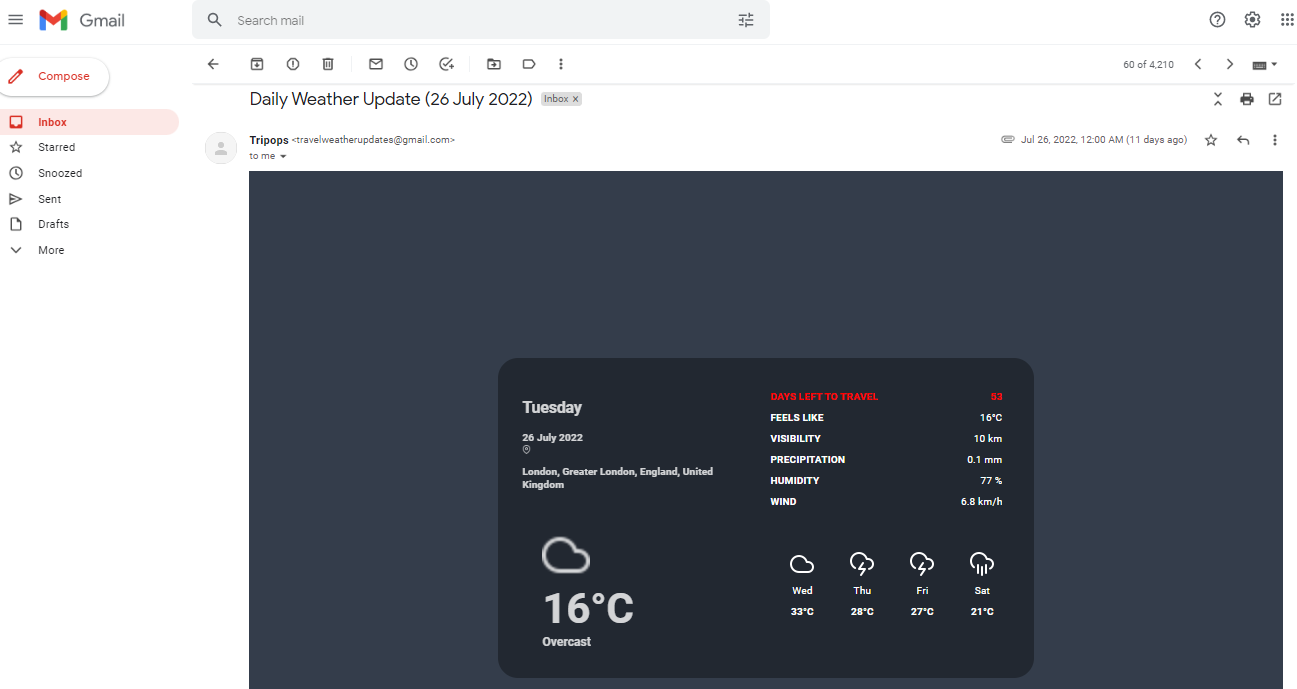 Gmail
Search mail
Compose
60 of 4,210
Inbox
Starred
Snoozed
Sent
Drafts
More
Daily Weather Update (26 July 2022) Inbox x
Tripops <travelweatherupdates@gmail.com>
Jul 26, 2022, 12:00 AM (11 days ago)
to me
Tuesday
26 July 2022
London, Greater London, England, United
Kingdom
16°C
Overcast
DAYS LEFT TO TRAVEL 53
FEELS LIKE 16°C
VISIBILITY 10 km
PRECIPITATION 0.1 mm
HUMIDITY 77 %
WIND 6.8 km/h
Wed Thu Fri Sat
33°C 28°C 27°C 21°C